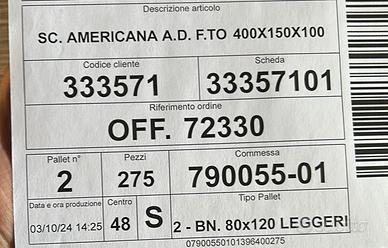 Descrizione articolo
SC. AMERICANA A.D. F.TO 400X150X100
Codice cliente Scheda
333571 33357101
Riferimento ordine
OFF. 72330
Pallet n° Pezzi Commessa
2 275 790055-01
Data e ora produzione Centro Tipo Pallet
03/10/24 14:25 48 S 2 - BN. 80x120 LEGGERI
07900550101396400275